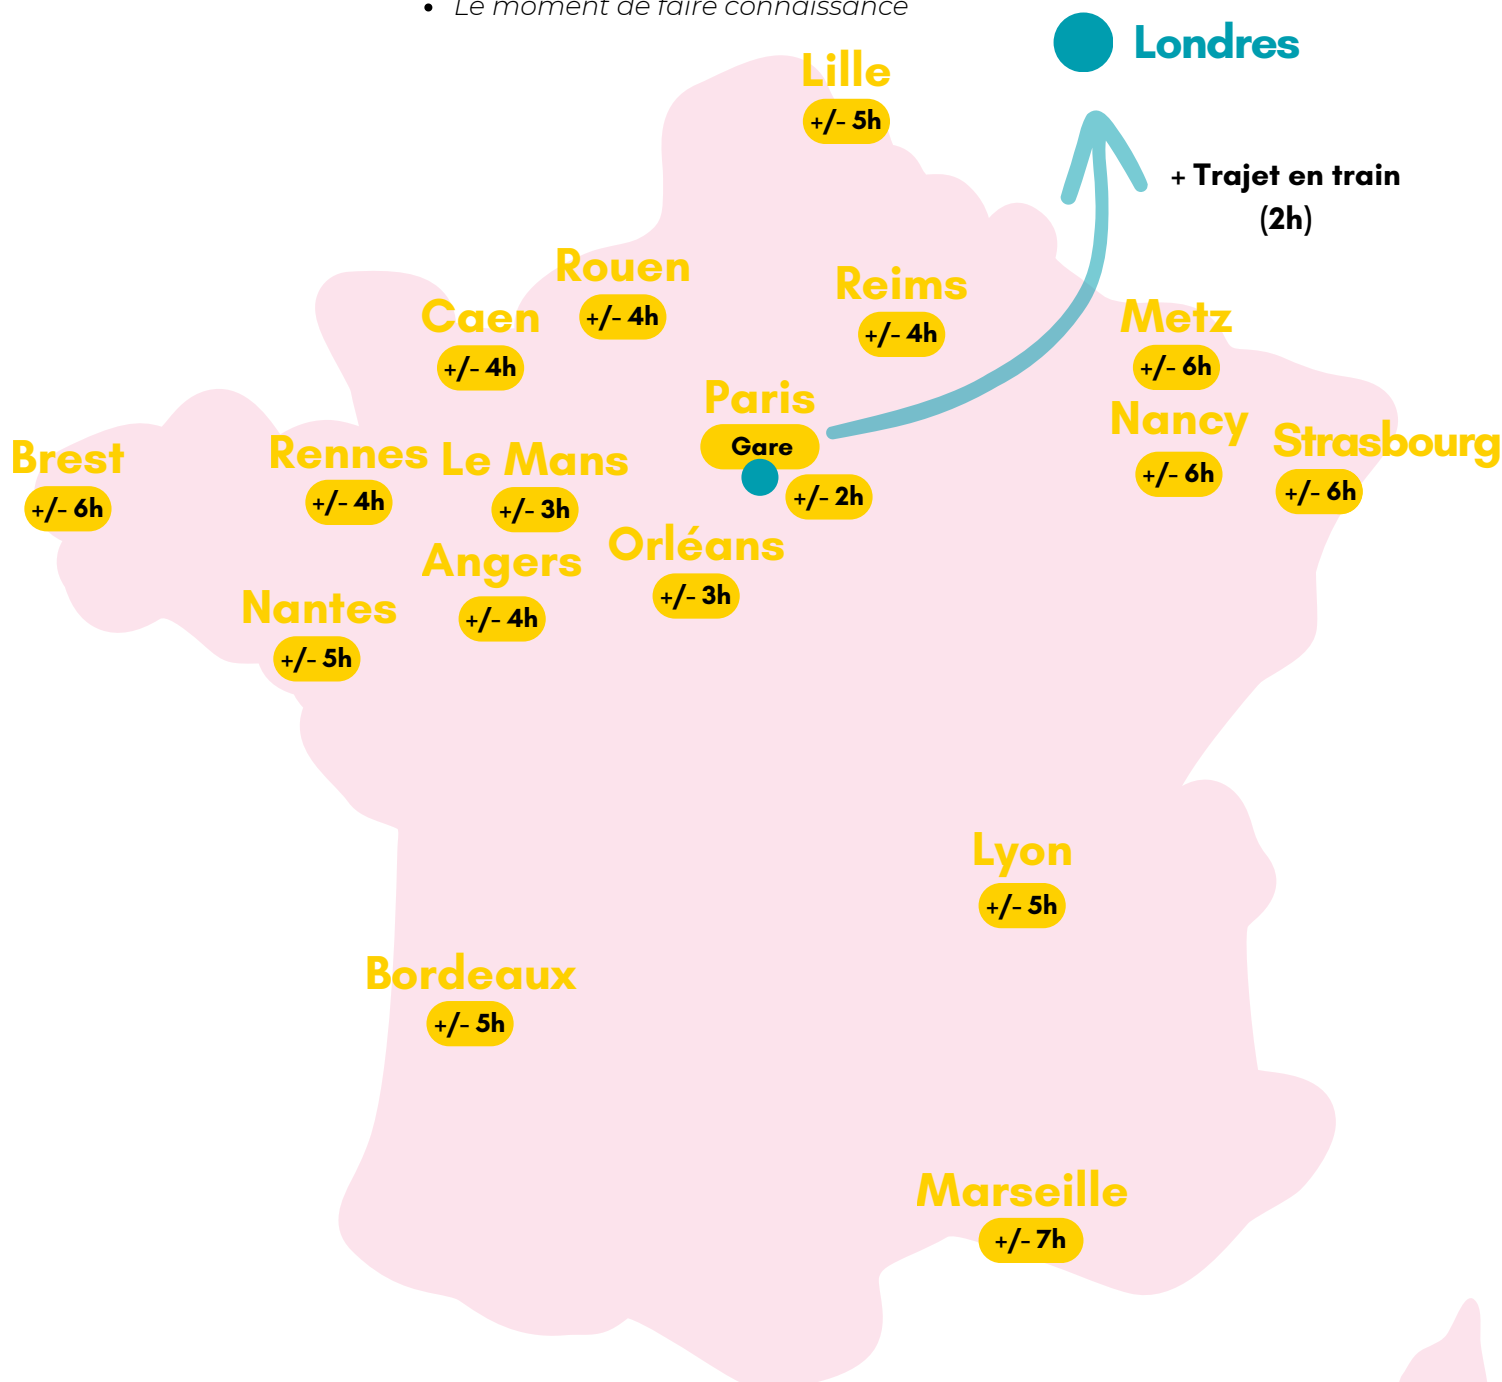 • Le moment de faire connaissance
Londres
Lille
+/- 5h
+ Trajet en train
(2h)
Rouen
+/- 4h
Reims
+/- 4h
Caen
+/- 4h
Metz
+/- 6h
Paris
Gare
+/- 2h
Nancy
+/- 6h
Strasbourg
+/- 6h
Brest
+/- 6h
Rennes
+/- 4h
Le Mans
+/- 3h
Orléans
+/- 3h
Angers
+/- 4h
Nantes
+/- 5h
Lyon
+/- 5h
Bordeaux
+/- 5h
Marseille
+/- 7h